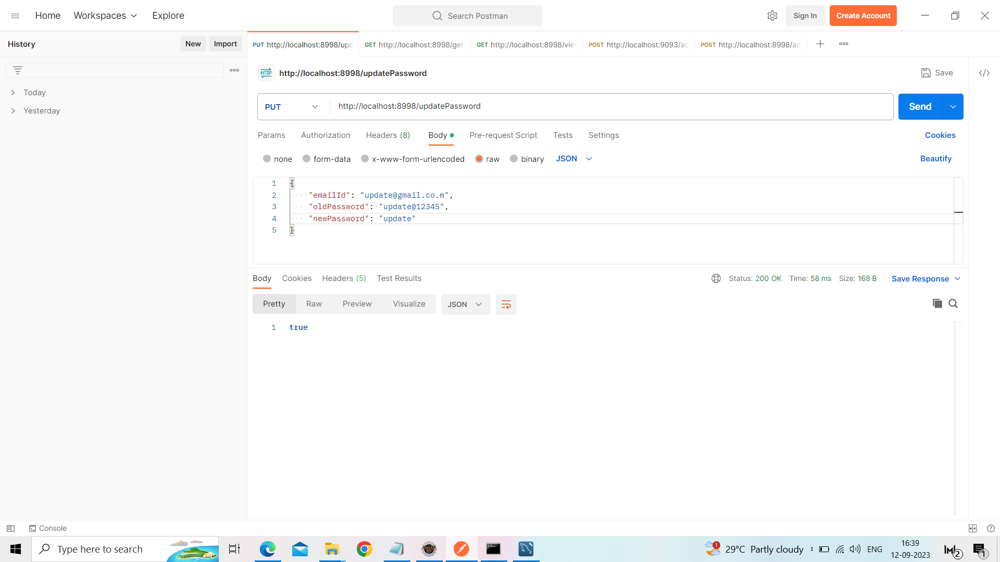 Home Workspaces Explore Search Postman Sign In Create Account
History New Import
PUT http://localhost:8998/upd GET http://localhost:8998/get GET http://localhost:8998/vie POST http://localhost:9093/ad POST http://localhost:8998/ad
HTTP http://localhost:8998/updatePassword Save </>
Today
Yesterday
PUT http://localhost:8998/updatePassword Send
Params Authorization Headers (8) Body Pre-request Script Tests Settings Cookies
none form-data x-www-form-urlencoded raw binary JSON Beautify
1 {
2 "emailId": "update@gmail.co.m",
3 "oldPassword": "update@12345",
4 "newPassword": "update"
5 }
Body Cookies Headers (5) Test Results Status: 200 OK Time: 58 ms Size: 168 B Save Response
Pretty Raw Preview Visualize JSON
1 true
Console
Type here to search 1 29°C Partly cloudy ENG 16:39 12-09-2023 2 1